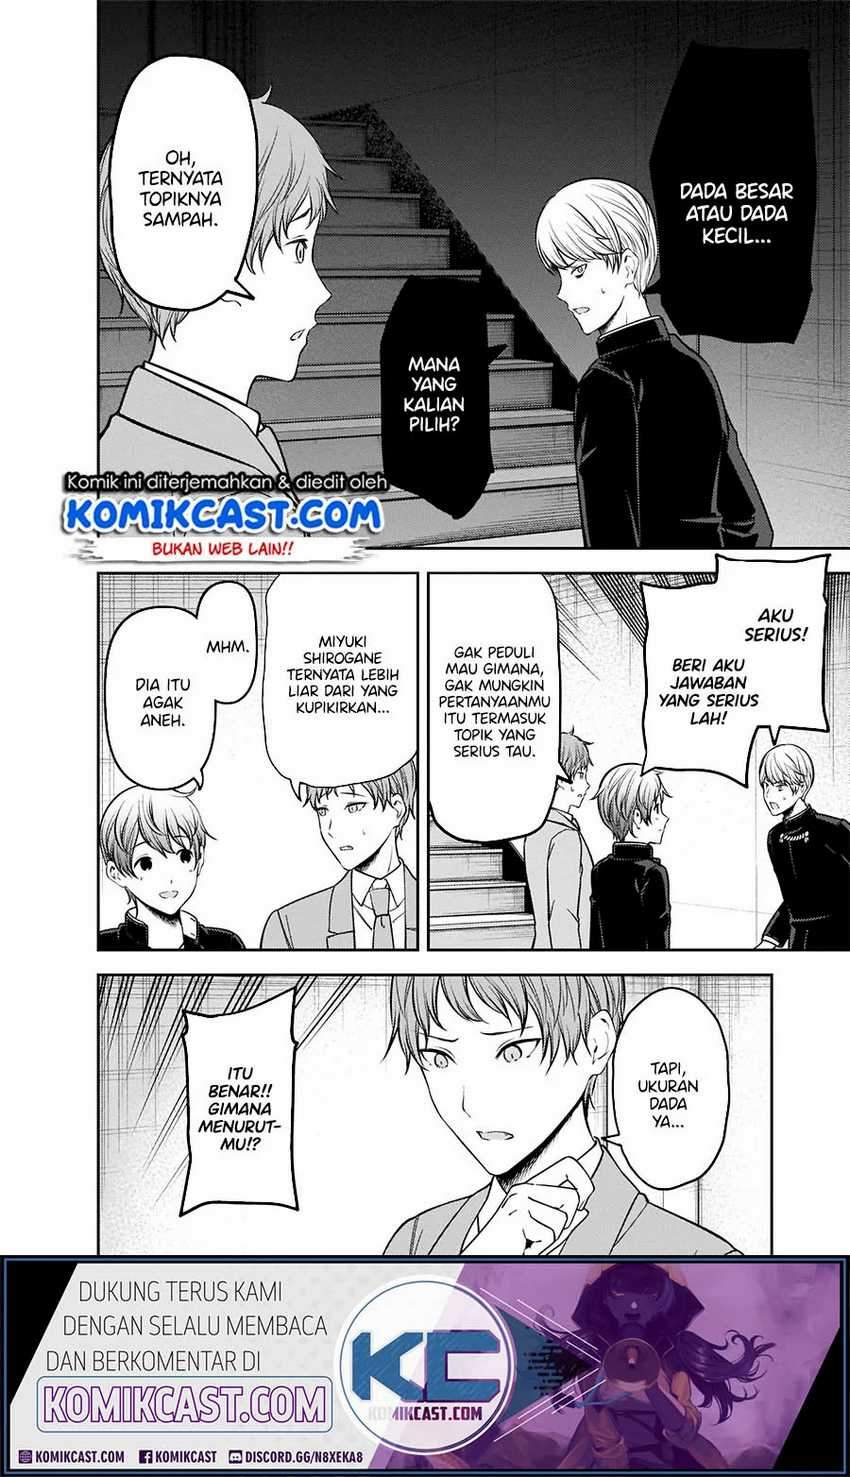 DADA BESAR
ATAU DADA
KECIL...
MANA
YANG
KALIAN
PILIH?
OH,
TERNYATA
TOPIKNYA
SAMPAH.
Komik ini diterjemahkan & diedit oleh
KOMIKCAST.COM
BUKAN WEB LAIN!!
AKU
SERIUS!
BERI AKU
JAWABAN
YANG SERIUS
LAH!
GAK PEDULI
MAU GIMANA,
GAK MUNGKIN
PERTANYAANMU
ITU TERMASUK
TOPIK YANG
SERIUS TAU.
MIYUKI
SHIROGANE
TERNYATA LEBIH
LIAR DARI YANG
KUPIKIRKAN...
MHM.
DIA ITU
AGAK
ANEH.
TAPI,
UKURAN
DADA
YA...
ITU
BENAR!!
GIMANA
MENURUT-
MU!?
DUKUNG TERUS KAMI
DENGAN SELALU MEMBACA
DAN BERKOMENTAR DI
KOMIKCAST.COM
KC
KOMIKCAST.COM
KOMIKCAST.COM
KOMIKCAST
DISCORD.GG/N8XEKA8